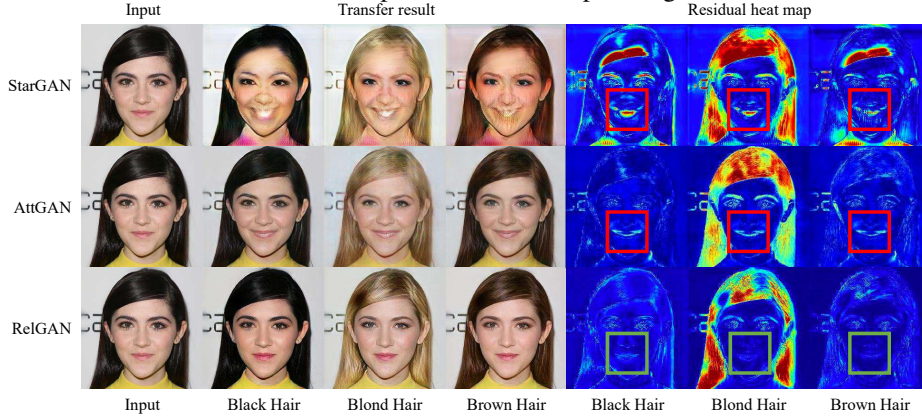 Input Transfer result Residual heat map
StarGAN
AttGAN
RelGAN
Input Black Hair Blond Hair Brown Hair Black Hair Blond Hair Brown Hair